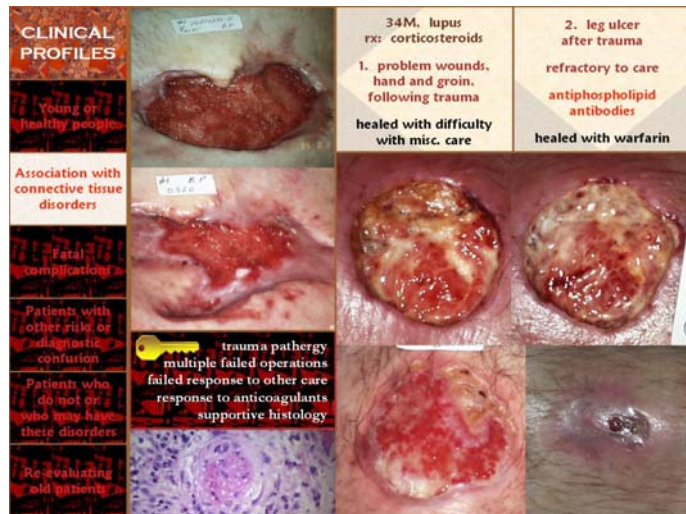 CLINICAL
PROFILES
Young or
healthy people
Association with
connective tissue
disorders
Fatal
complications
Patients with
other risks or
diagnostic
confusion
Patients who
do not or
who may have
these disorders
Re-evaluating
old patients
34M, lupus
rx: corticosteroids
1. problem wounds,
hand and groin,
following trauma
healed with difficulty
with misc. care
2. leg ulcer
after trauma
refractory to care
antiphospholipid
antibodies
healed with warfarin
trauma pathergy
multiple failed operations
failed response to other care
response to anticoagulants
supportive histology